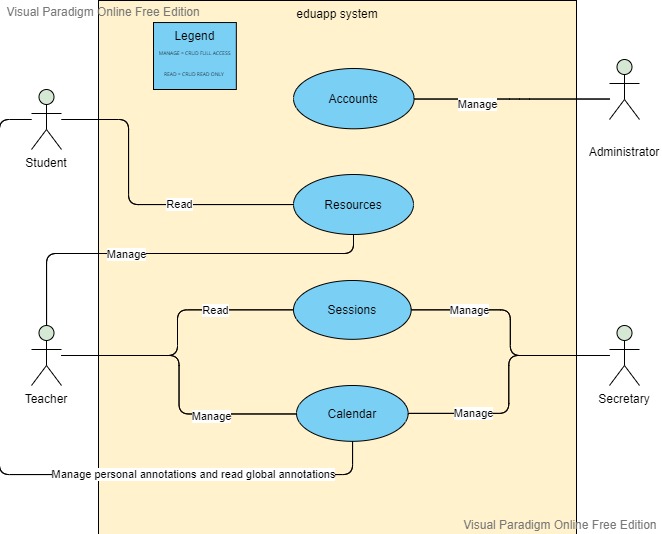 Visual Paradigm Online Free Edition
eduapp system
Legend
MANAGE = CRUD FULL ACCESS
READ = CRUD READ ONLY
Accounts
Manage
Administrator
Student
Read
Resources
Manage
Read
Sessions
Manage
Teacher
Manage
Calendar
Manage
Secretary
Manage personal annotations and read global annotations
Visual Paradigm Online Free Edition